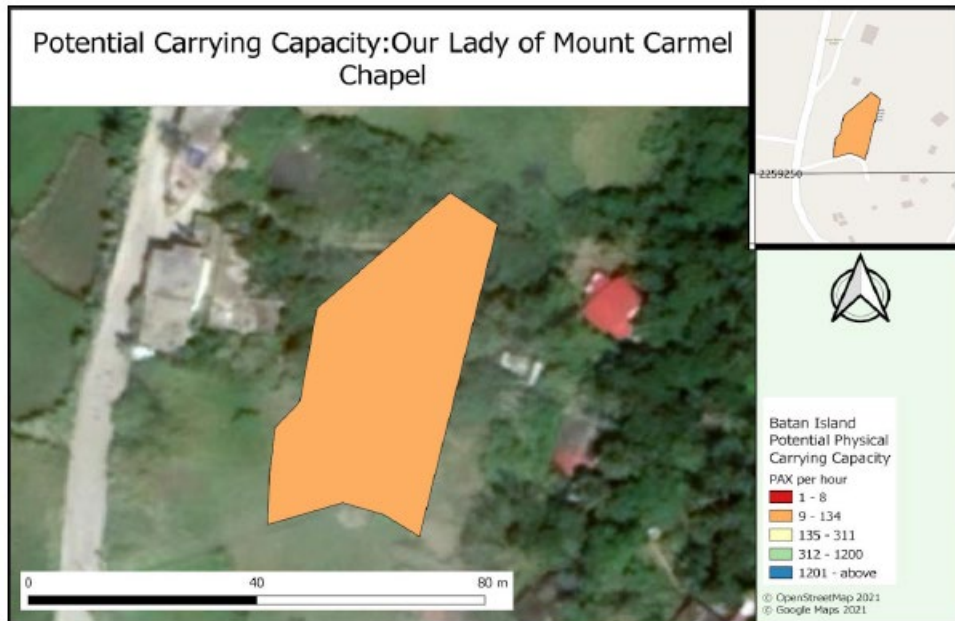 Potential Carrying Capacity:Our Lady of Mount Carmel
Chapel
2259250
Batan Island
Potential Physical
Carrying Capacity
PAX per hour
1 - 8
9 - 134
135 - 311
312 - 1200
1201 - above
0 40 80 m
© OpenStreetMap 2021
© Google Maps 2021